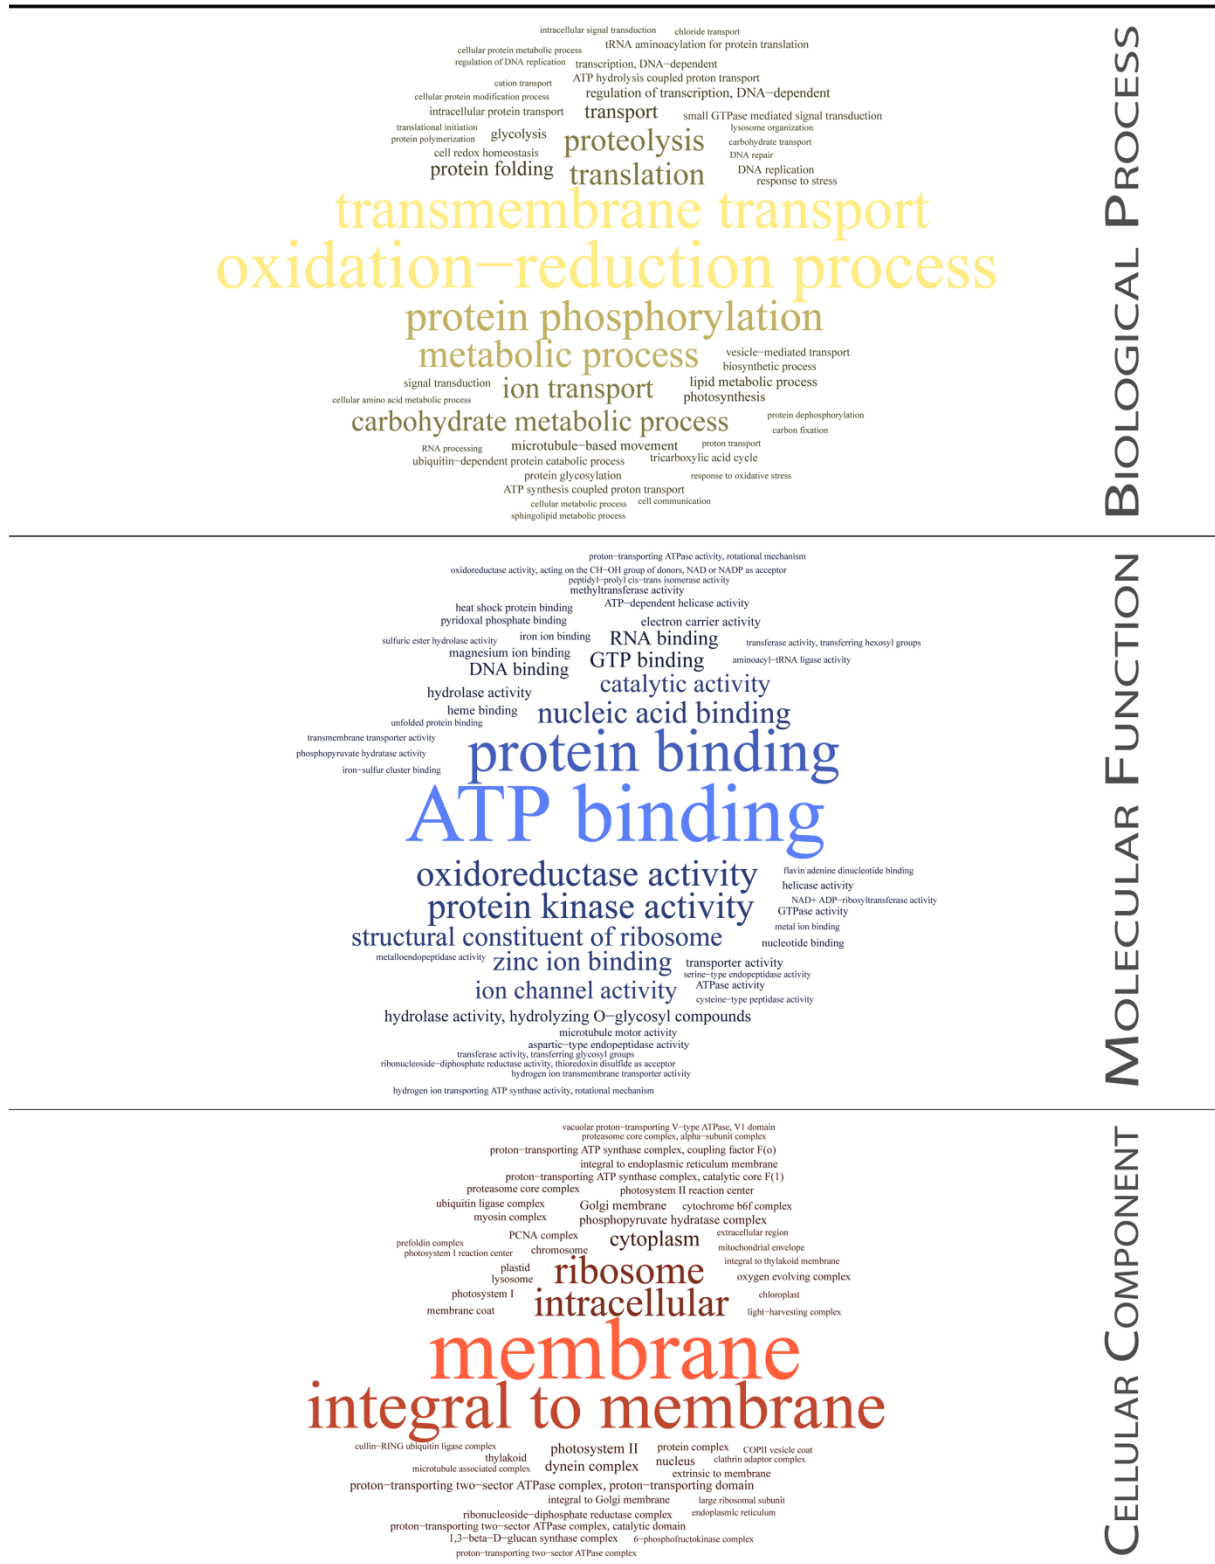 intracellular signal transduction chloride transport
cellular protein metabolic process tRNA aminoacylation for protein translation
regulation of DNA replication transcription, DNA−dependent
cation transport ATP hydrolysis coupled proton transport
cellular protein modification process regulation of transcription, DNA−dependent
intracellular protein transport transport small GTPase mediated signal transduction
translational initiation glycolysis proteolysis lysosome organization
protein polymerization carbohydrate transport
cell redox homeostasis DNA repair
protein folding translation DNA replication
response to stress
transmembrane transport
oxidation−reduction process
protein phosphorylation
metabolic process vesicle−mediated transport
biosynthetic process
signal transduction ion transport lipid metabolic process
cellular amino acid metabolic process photosynthesis
carbohydrate metabolic process protein dephosphorylation
carbon fixation
RNA processing microtubule−based movement proton transport
ubiquitin−dependent protein catabolic process tricarboxylic acid cycle
protein glycosylation response to oxidative stress
ATP synthesis coupled proton transport
cellular metabolic process cell communication
sphingolipid metabolic process
BIOLOGICAL PROCESS
proton−transporting ATPase activity, rotational mechanism
oxidoreductase activity, acting on the CH−OH group of donors, NAD or NADP as acceptor
peptidyl−prolyl cis−trans isomerase activity
methyltransferase activity
heat shock protein binding ATP−dependent helicase activity
pyridoxal phosphate binding electron carrier activity
sulfuric ester hydrolase activity iron ion binding RNA binding transferase activity, transferring hexosyl groups
magnesium ion binding GTP binding aminoacyl−tRNA ligase activity
DNA binding
hydrolase activity catalytic activity
heme binding nucleic acid binding
unfolded protein binding
transmembrane transporter activity protein binding
phosphopyruvate hydratase activity
iron−sulfur cluster binding
ATP binding
oxidoreductase activity flavin adenine dinucleotide binding
helicase activity
protein kinase activity NAD+ ADP−ribosyltransferase activity
GTPase activity
structural constituent of ribosome metal ion binding
nucleotide binding
metalloendopeptidase activity zinc ion binding transporter activity
serine−type endopeptidase activity
ion channel activity ATPase activity
cysteine−type peptidase activity
hydrolase activity, hydrolyzing O−glycosyl compounds
microtubule motor activity
aspartic−type endopeptidase activity
transferase activity, transferring glycosyl groups
ribonucleoside−diphosphate reductase activity, thioredoxin disulfide as acceptor
hydrogen ion transmembrane transporter activity
hydrogen ion transporting ATP synthase activity, rotational mechanism
MOLECULAR FUNCTION
vacuolar proton−transporting V−type ATPase, V1 domain
proteasome core complex, alpha−subunit complex
proton−transporting ATP synthase complex, coupling factor F(o)
integral to endoplasmic reticulum membrane
proton−transporting ATP synthase complex, catalytic core F(1)
proteasome core complex photosystem II reaction center
ubiquitin ligase complex Golgi membrane cytochrome b6f complex
myosin complex phosphopyruvate hydratase complex
PCNA complex cytoplasm extracellular region
prefoldin complex chromosome mitochondrial envelope
photosystem I reaction center integral to thylakoid membrane
plastid ribosome oxygen evolving complex
lysosome
photosystem I intracellular chloroplast
membrane coat light−harvesting complex
membrane
integral to membrane
cullin−RING ubiquitin ligase complex photosystem II protein complex COPII vesicle coat
thylakoid nucleus clathrin adaptor complex
microtubule associated complex dynein complex extrinsic to membrane
proton−transporting two−sector ATPase complex, proton−transporting domain
integral to Golgi membrane large ribosomal subunit
ribonucleoside−diphosphate reductase complex endoplasmic reticulum
proton−transporting two−sector ATPase complex, catalytic domain
1,3−beta−D−glucan synthase complex 6−phosphofructokinase complex
proton−transporting two−sector ATPase complex
CELLULAR COMPONENT